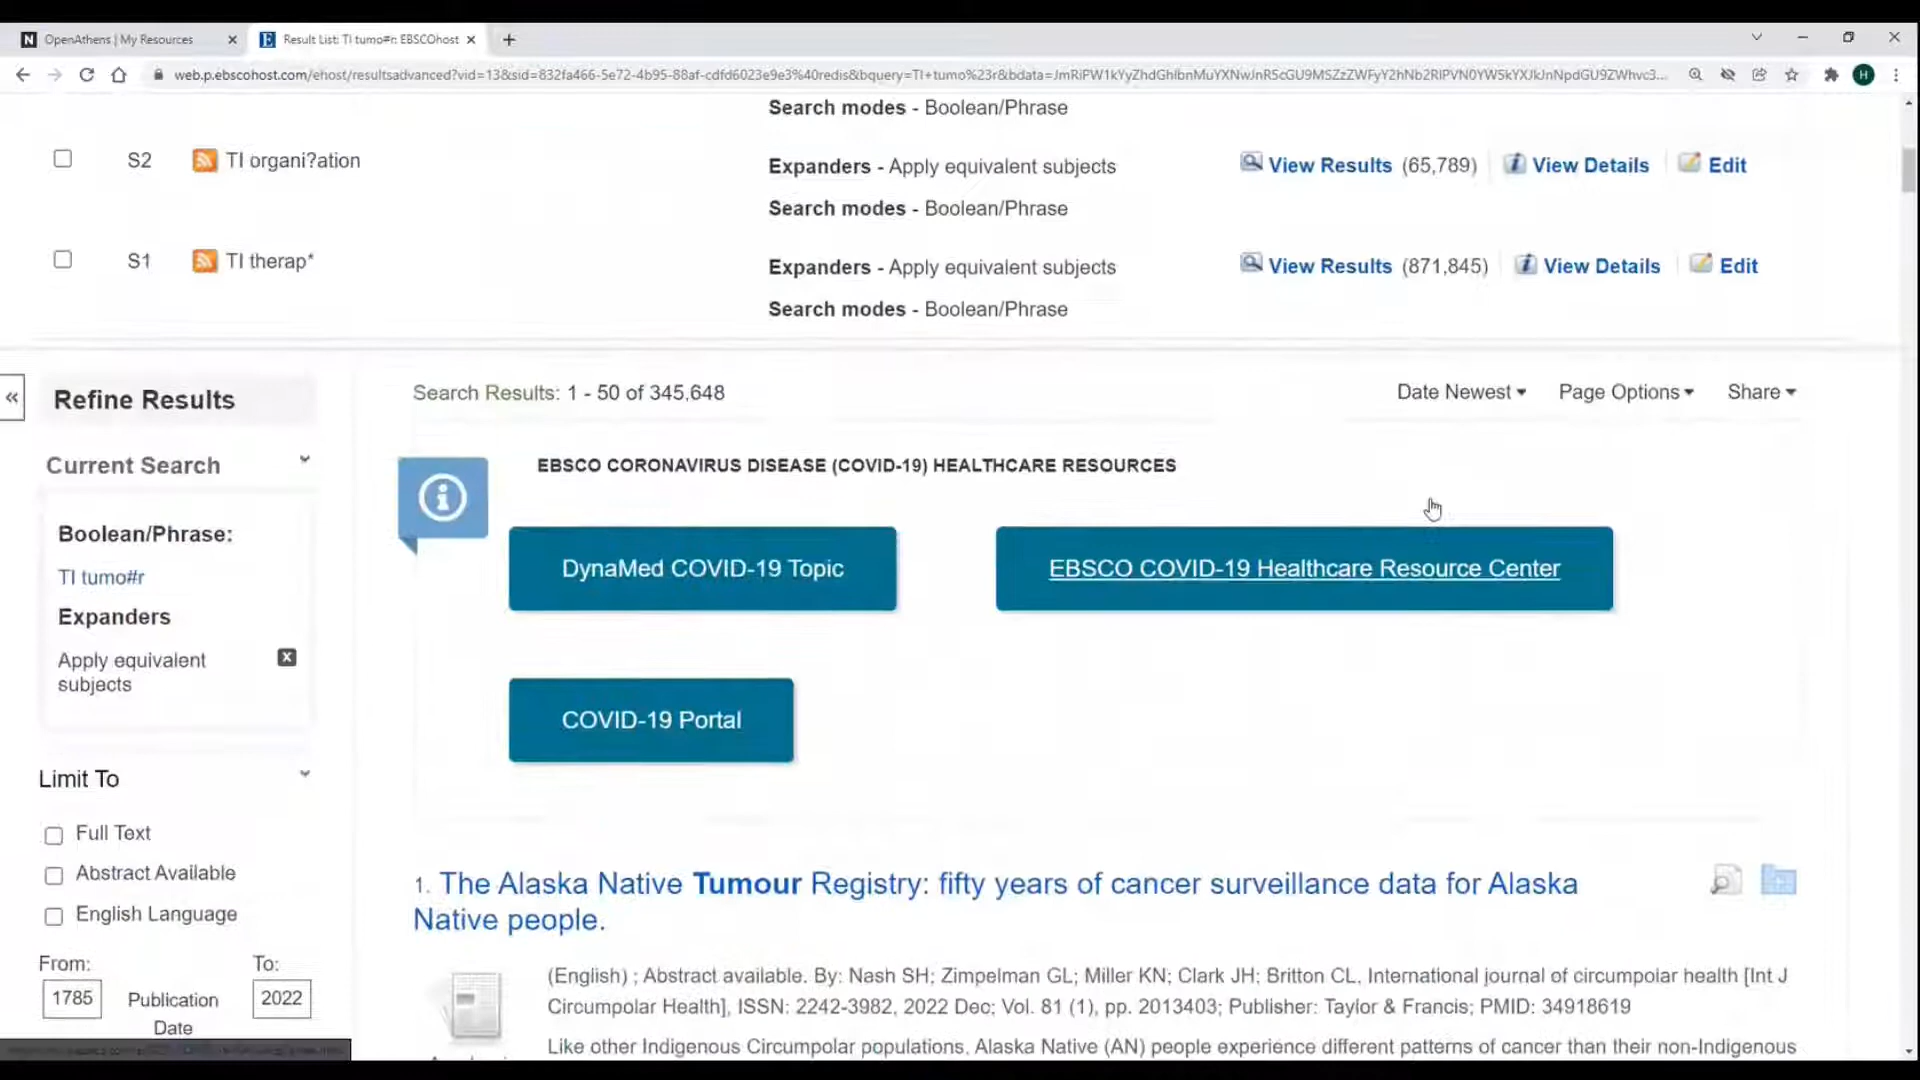 OpenAthens | My Resources
Result List: TI tumo#r: EBSCOhost
Search modes - Boolean/Phrase
S2 TI organi?ation Expanders - Apply equivalent subjects View Results (65,789) View Details Edit
Search modes - Boolean/Phrase
S1 TI therap* Expanders - Apply equivalent subjects View Results (871,845) View Details Edit
Search modes - Boolean/Phrase
Refine Results
Search Results: 1 - 50 of 345,648 Date Newest Page Options Share
Current Search
Boolean/Phrase:
TI tumo#r
Expanders
Apply equivalent
subjects
Limit To
Full Text
Abstract Available
English Language
From: To:
1785 Publication 2022
Date
EBSCO CORONAVIRUS DISEASE (COVID-19) HEALTHCARE RESOURCES
DynaMed COVID-19 Topic
EBSCO COVID-19 Healthcare Resource Center
COVID-19 Portal
1. The Alaska Native Tumour Registry: fifty years of cancer surveillance data for Alaska
Native people.
(English) ; Abstract available. By: Nash SH; Zimpelman GL; Miller KN; Clark JH; Britton CL, International journal of circumpolar health [Int J
Circumpolar Health], ISSN: 2242-3982, 2022 Dec; Vol. 81 (1), pp. 2013403; Publisher: Taylor & Francis; PMID: 34918619
Like other Indigenous Circumpolar populations, Alaska Native (AN) people experience different patterns of cancer than their non-Indigenous